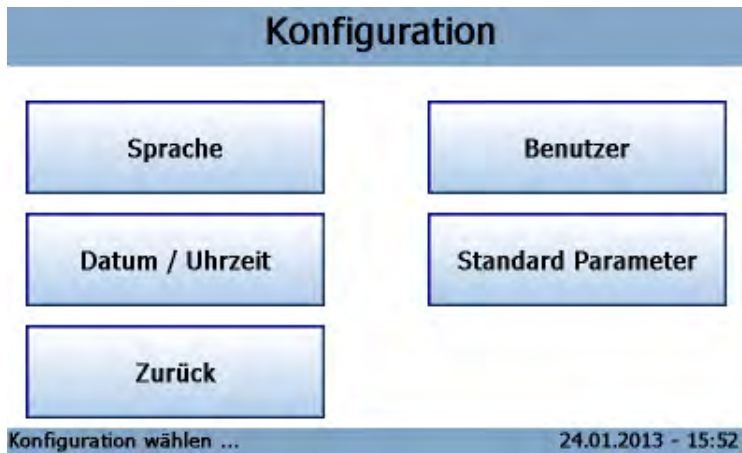 Konfiguration
Sprache
Benutzer
Datum / Uhrzeit
Standard Parameter
Zurück
Konfiguration wählen ...
24.01.2013 - 15:52